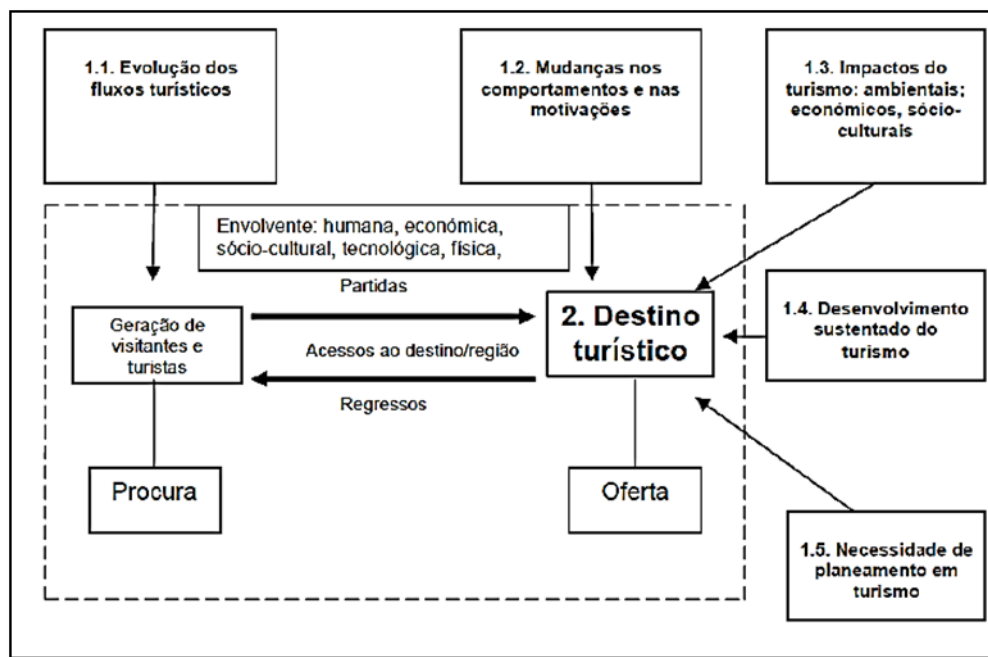 1.1. Evolução dos
fluxos turísticos
1.2. Mudanças nos
comportamentos e nas
motivações
1.3. Impactos do
turismo: ambientais;
económicos, sócio-
culturais
Envolvente: humana, económica,
sócio-cultural, tecnológica, física,
Partidas
Geração de
visitantes e
turistas
Acessos ao destino/região
Regressos
2. Destino
turístico
1.4. Desenvolvimento
sustentado do
turismo
Procura
Oferta
1.5. Necessidade de
planeamento em
turismo